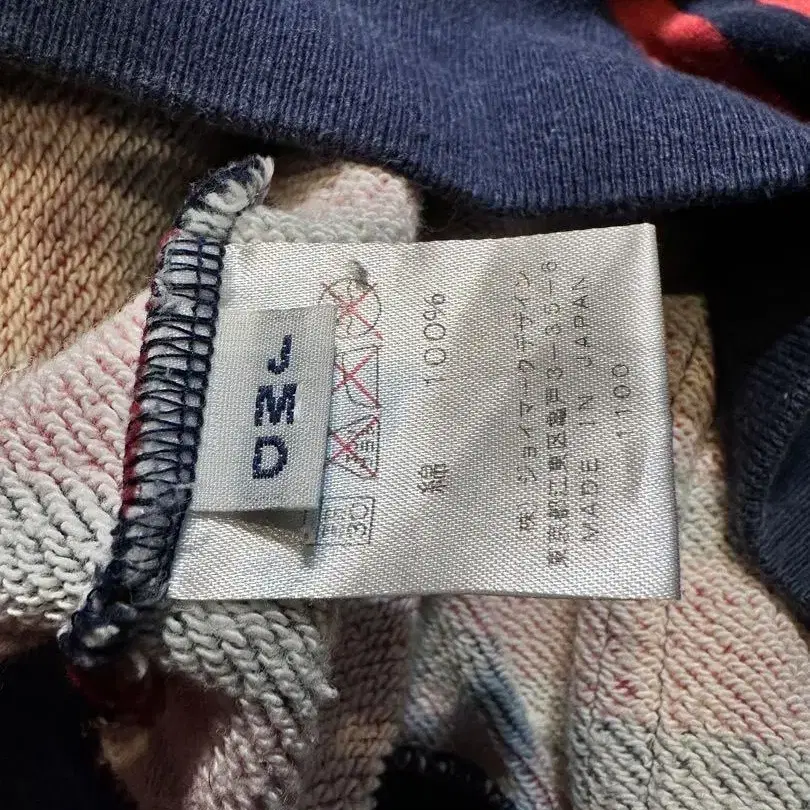 JMD
30
綿 100%
ジョイマークデザイン
東京都江東区亀戸3-35-6
MADE IN JAPAN
1100